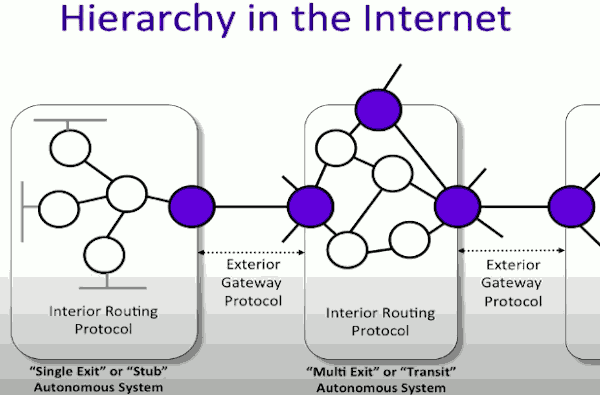 Hierarchy in the Internet
Exterior
Gateway
Protocol
Exterior
Gateway
Protocol
Interior Routing
Protocol
Interior Routing
Protocol
“Single Exit” or “Stub”
Autonomous System
“Multi Exit” or “Transit”
Autonomous System